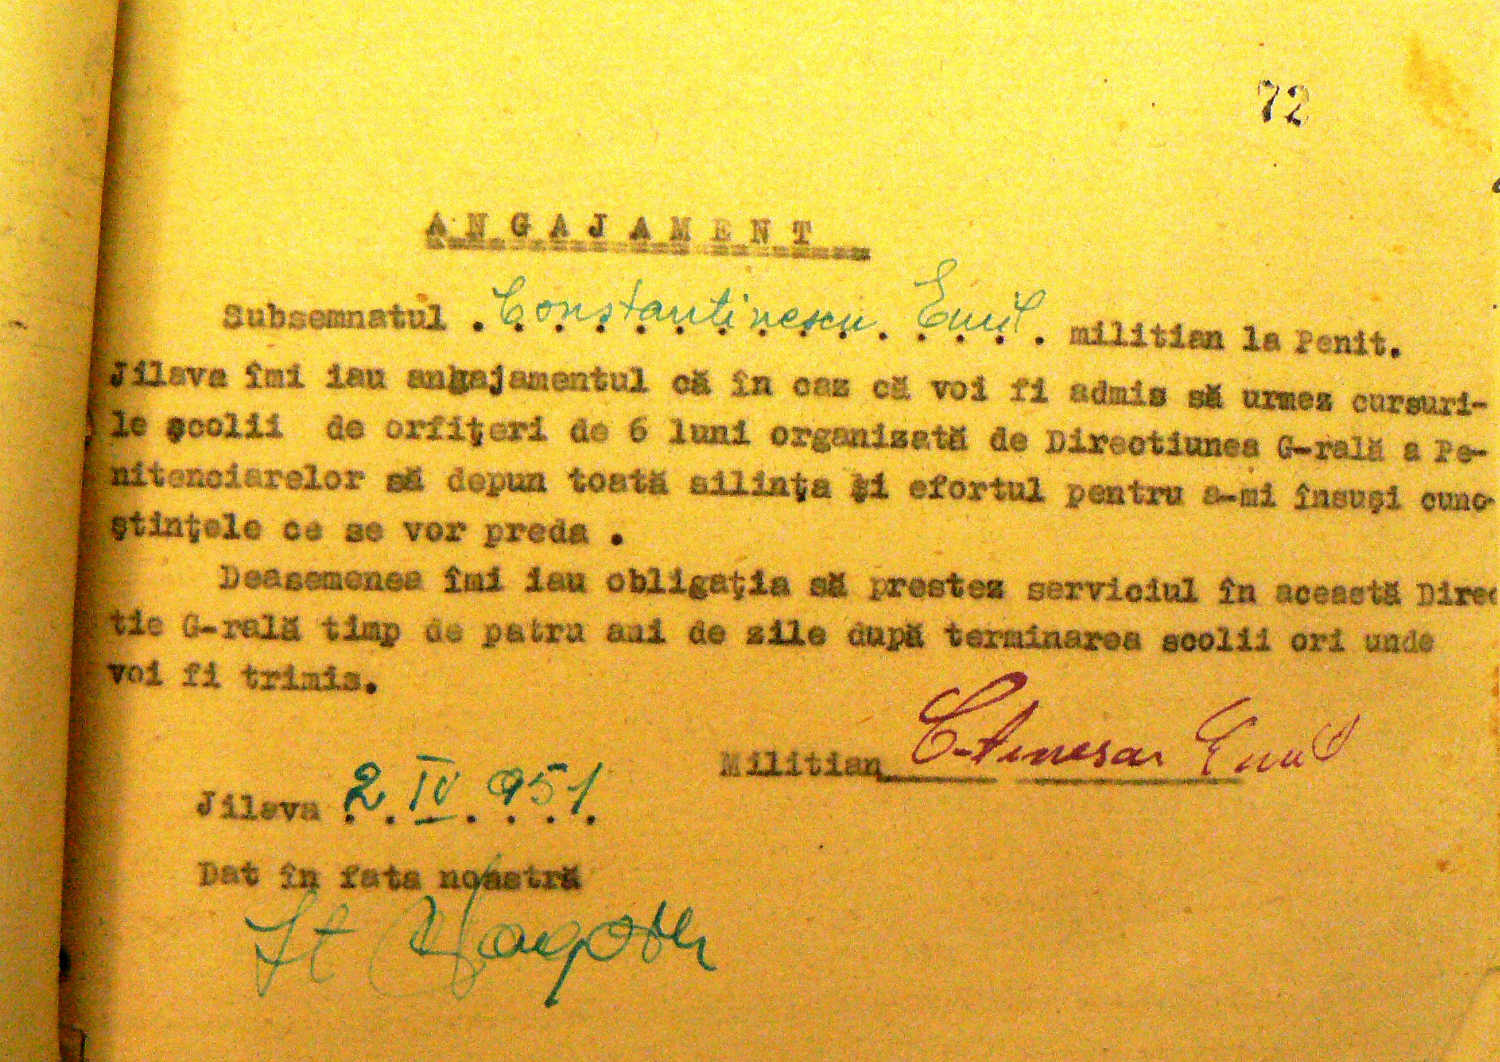 72
ANGAJAMENT
Subsemnatul . Constantinescu Emil . militian la Penit.
Jilava îmi iau angajamentul că în caz că voi fi admis să urmez cursuri-
le școlii de orfițeri de 6 luni organizată de Directiunea G-rală a Pe-
nitenciarelor să depun toată silința și efortul pentru a-mi însuși cuno-
ștințele ce se vor preda .
Deasemenea îmi iau obligația să prestez serviciul în această Direc
tie G-rală timp de patru ani de zile după terminarea scolii ori unde
voi fi trimis.
Militian C-tinescu Emil
Jilava 2 IV 951
Dat în fata noastră